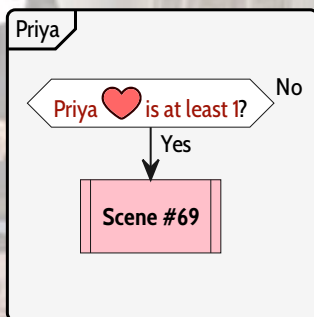 Priya
Priya ❤ is at least 1?
No
Yes
Scene #69